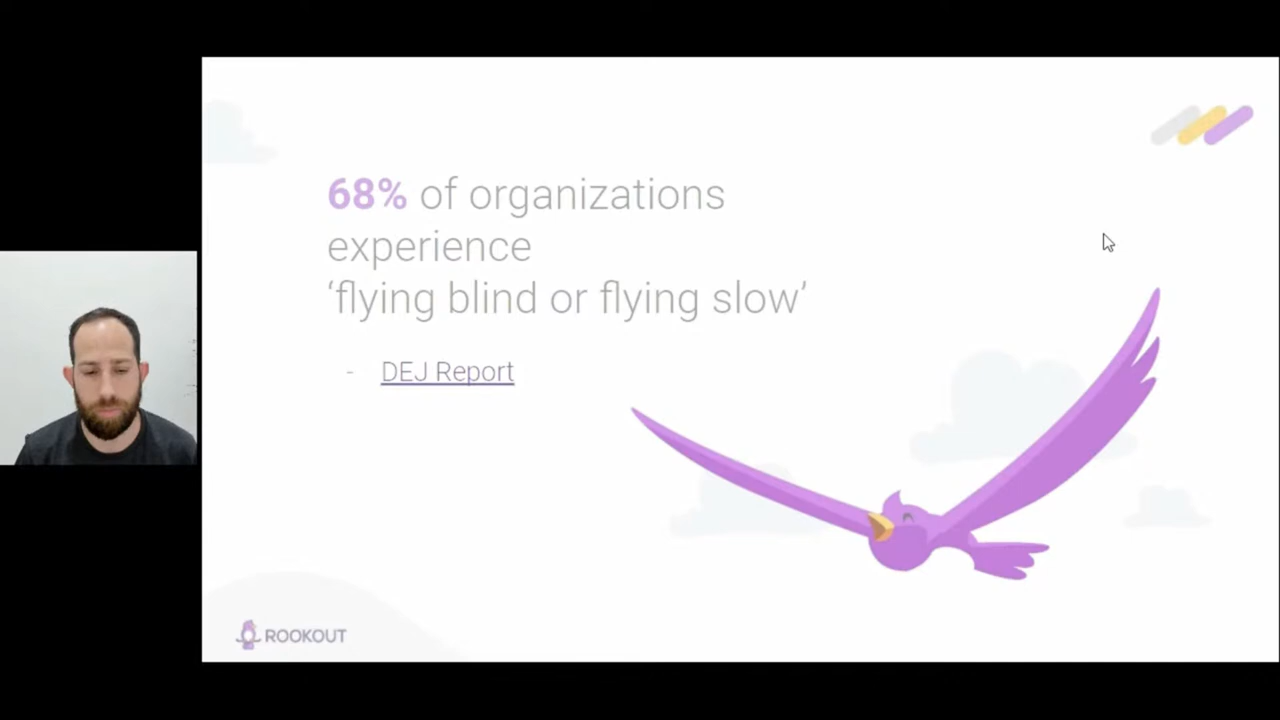 68% of organizations
experience
‘flying blind or flying slow’
- DEJ Report
ROOKOUT